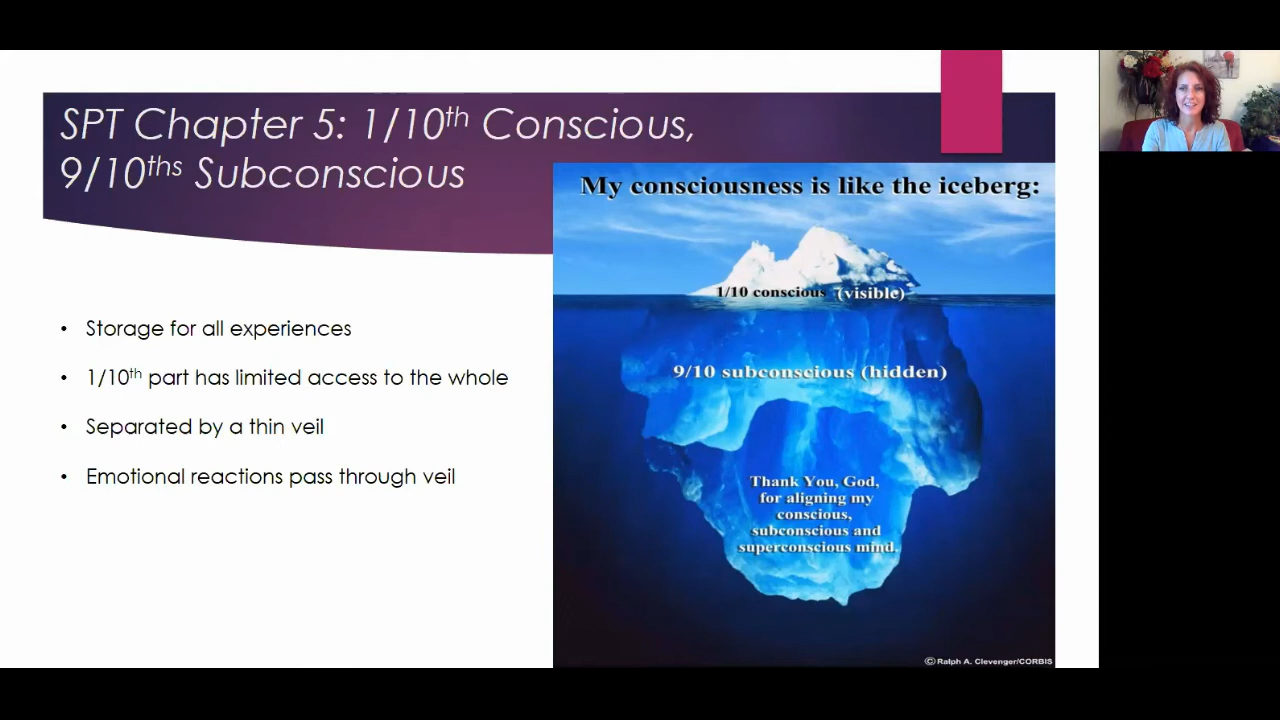 SPT Chapter 5: 1/10th Conscious,
9/10ths Subconscious
My consciousness is like the iceberg:
1/10 conscious (visible)
9/10 subconscious (hidden)
Thank You, God,
for aligning my
conscious,
subconscious and
superconscious mind.
© Ralph A. Clevenger/CORBIS
• Storage for all experiences
• 1/10th part has limited access to the whole
• Separated by a thin veil
• Emotional reactions pass through veil